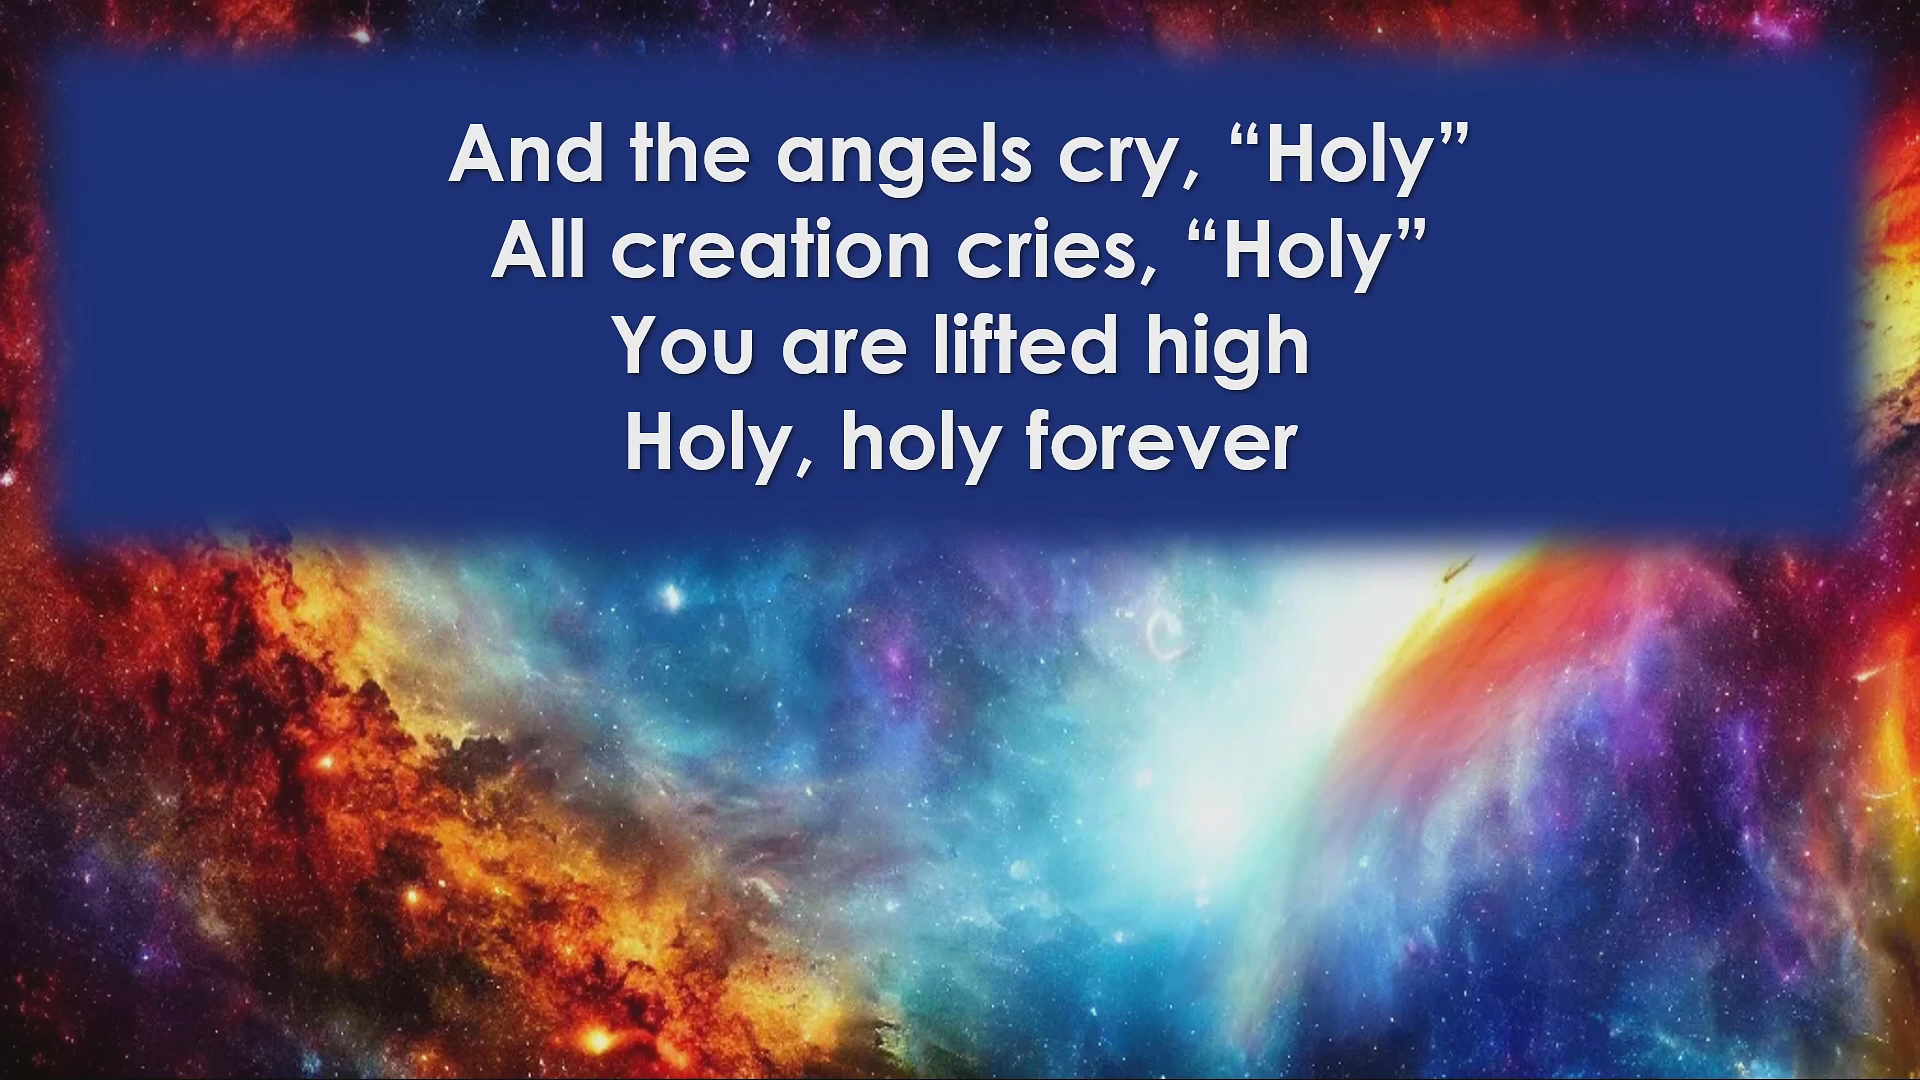 And the angels cry, “Holy”
All creation cries, “Holy”
You are lifted high
Holy, holy forever